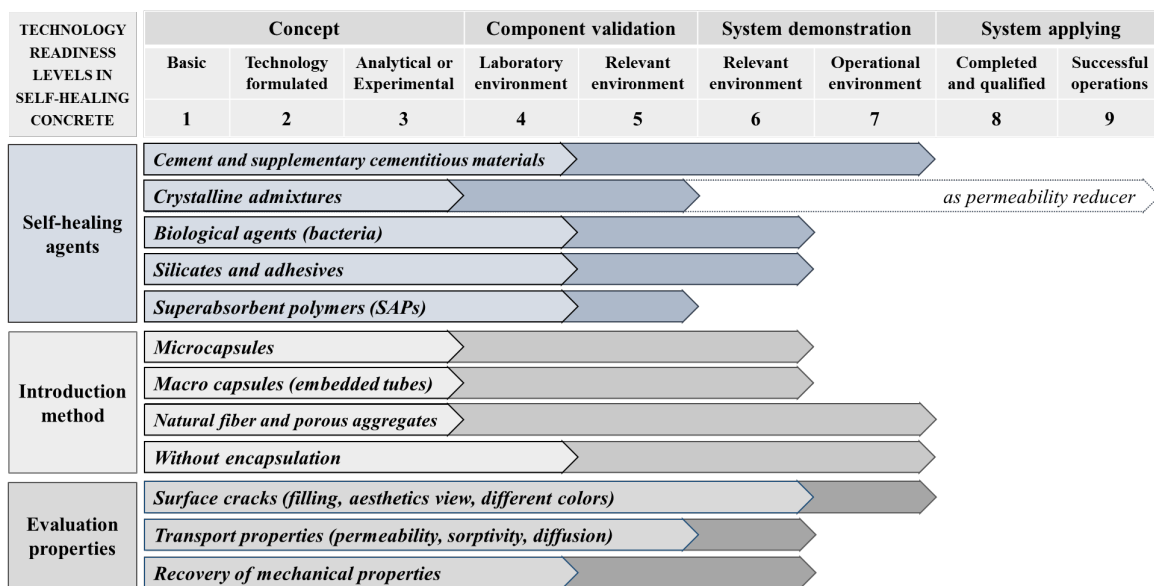 TECHNOLOGY
READINESS
LEVELS IN
SELF-HEALING
CONCRETE
Concept
Component validation
System demonstration
System applying
Basic
Technology
formulated
Analytical or
Experimental
Laboratory
environment
Relevant
environment
Relevant
environment
Operational
environment
Completed
and qualified
Successful
operations
1
2
3
4
5
6
7
8
9
Self-healing
agents
Cement and supplementary cementitious materials
Crystalline admixtures
as permeability reducer
Biological agents (bacteria)
Silicates and adhesives
Superabsorbent polymers (SAPs)
Introduction
method
Microcapsules
Macro capsules (embedded tubes)
Natural fiber and porous aggregates
Without encapsulation
Evaluation
properties
Surface cracks (filling, aesthetics view, different colors)
Transport properties (permeability, sorptivity, diffusion)
Recovery of mechanical properties